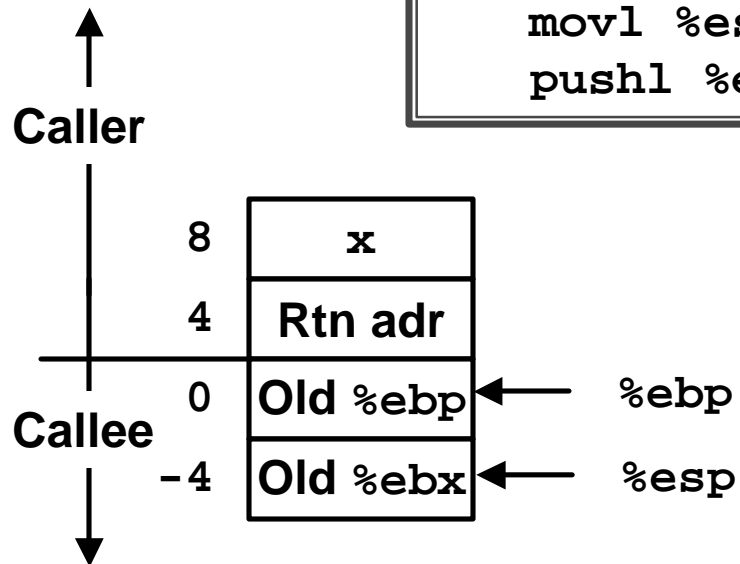 movl
pushl
Caller
8 x
4 Rtn adr
0 Old %ebp %ebp
Callee
-4 Old %ebx %esp